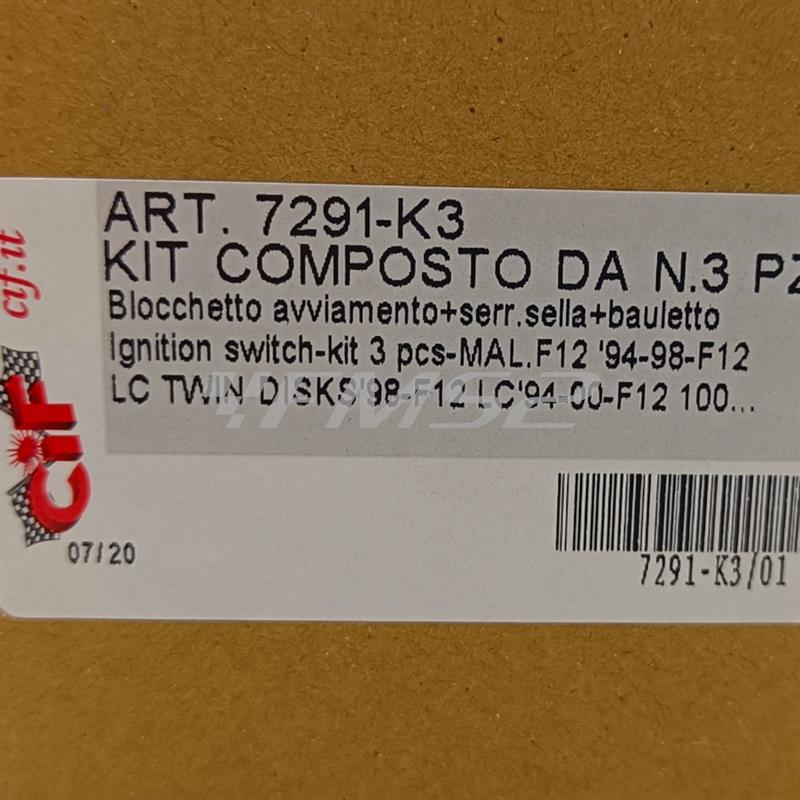 ART. 7291-K3
KIT COMPOSTO DA N.3 PZ
Blocchetto avviamento+serr.sella+bauletto
Ignition switch-kit 3 pcs-MAL.F12 '94-98-F12
LC TWIN DISKS'98-F12 LC'94-00-F12 100...
cif.it
CiF
07/20
7291-K3/01